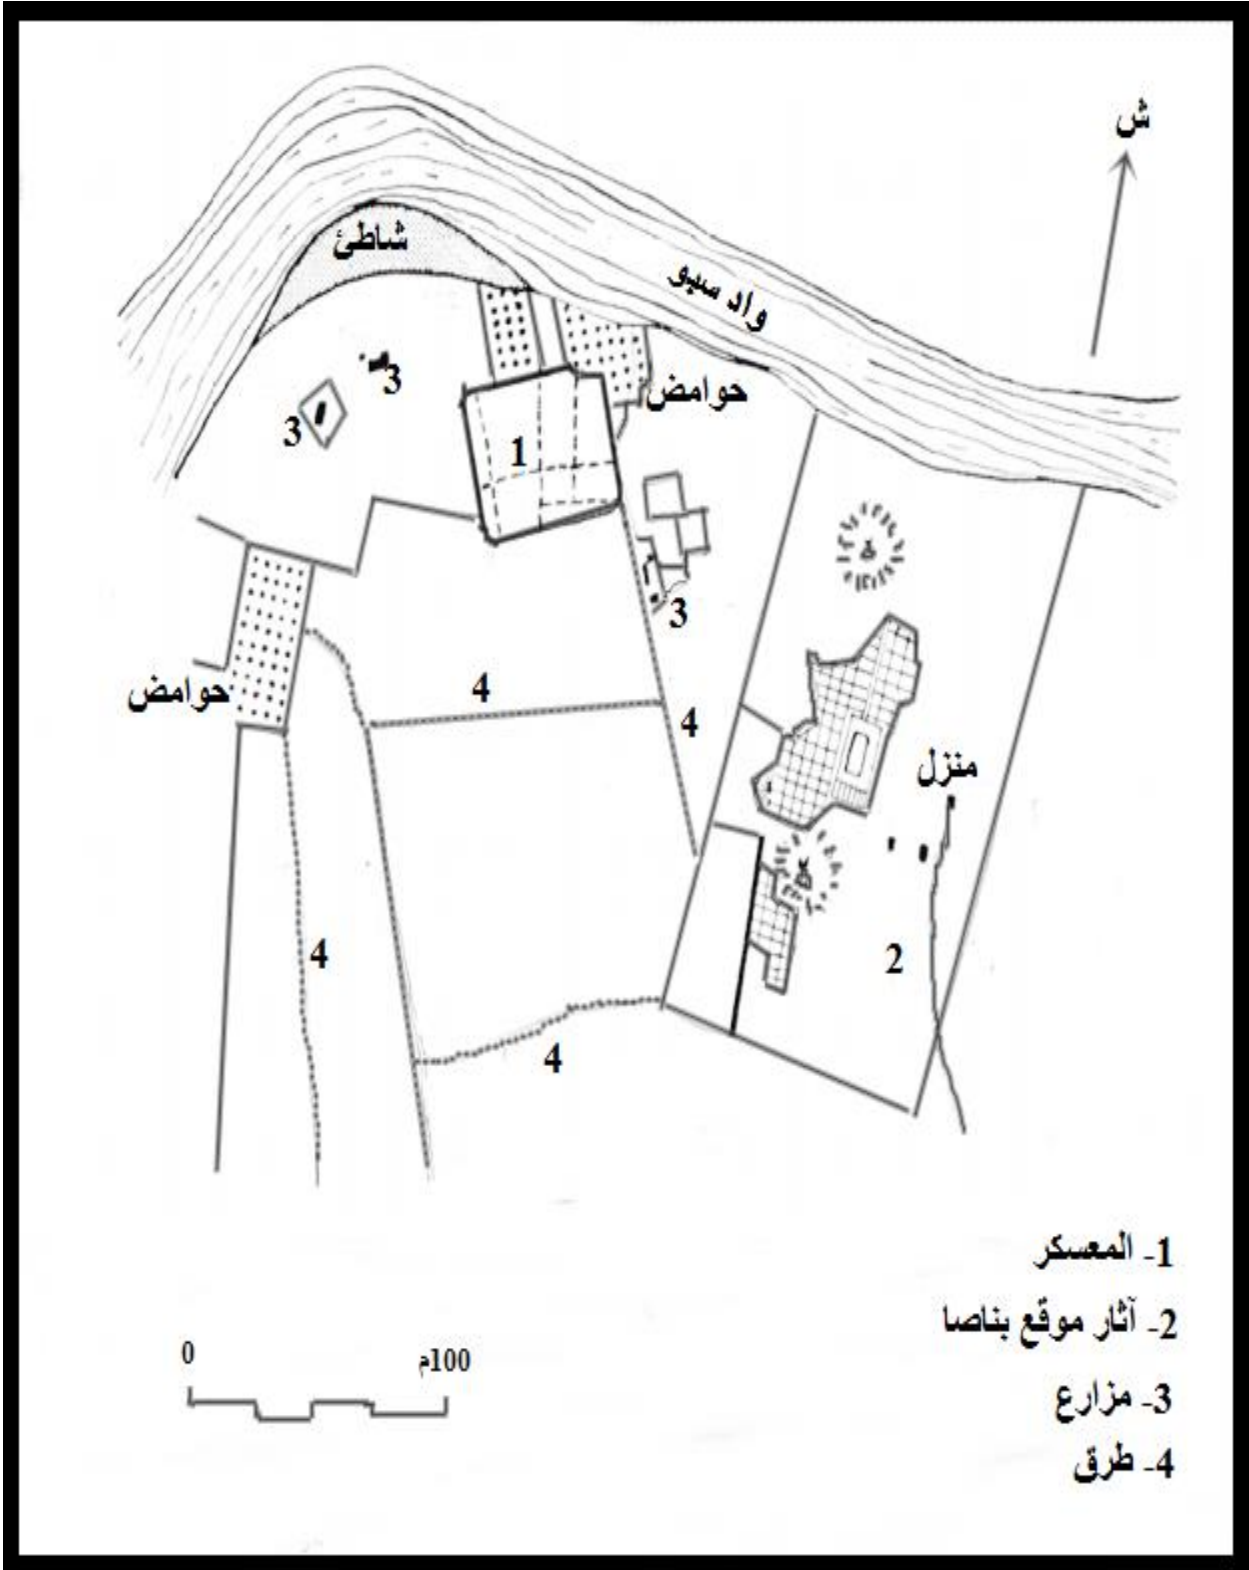 ش
شاطئ
واد سبو
3
حوامض
3
1
3
حوامض
4
4
منزل
4
2
4
1- المعسكر
2- آثار موقع بناصا
3- مزارع
4- طرق
0
100م